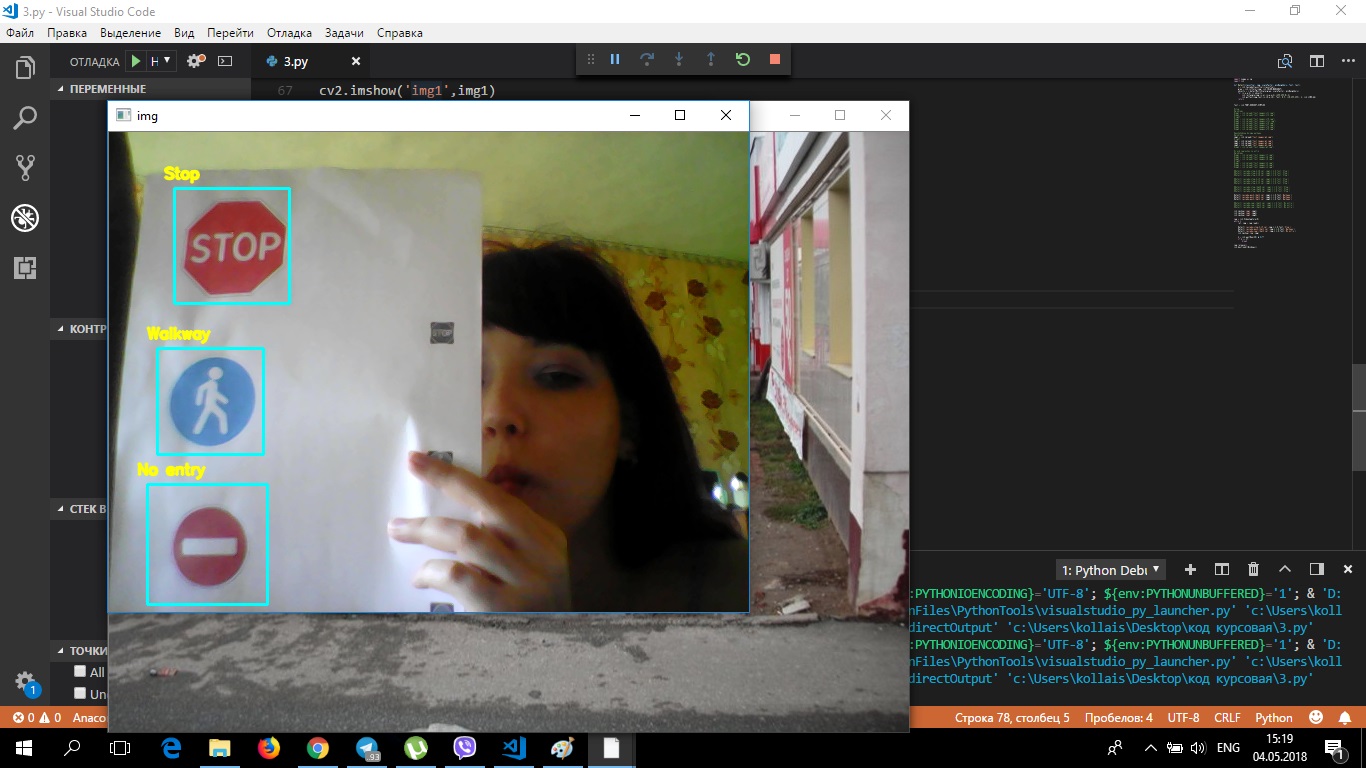 3.py - Visual Studio Code
Файл Правка Выделение Вид Перейти Отладка Задачи Справка
ОТЛАДКА Н 3.py
ПЕРЕМЕННЫЕ
67 cv2.imshow('img1',img1)
img
Stop
STOP
КОНТР
Walkway
No entry
СТЕК В
1: Python Debu
:PYTHONIOENCODING}='UTF-8'; ${env:PYTHONUNBUFFERED}='1'; & 'D:
nFiles\PythonTools\visualstudio_py_launcher.py' 'c:\Users\koll
directOutput' 'c:\Users\kollais\Desktop\код курсовая\3.py'
:PYTHONIOENCODING}='UTF-8'; ${env:PYTHONUNBUFFERED}='1'; & 'D:
nFiles\PythonTools\visualstudio_py_launcher.py' 'c:\Users\koll
directOutput' 'c:\Users\kollais\Desktop\код курсовая\3.py'
ТОЧКИ
All
Un
1
0 0 Anaco Строка 78, столбец 5 Пробелов: 4 UTF-8 CRLF Python
93 ENG 15:19
04.05.2018 1